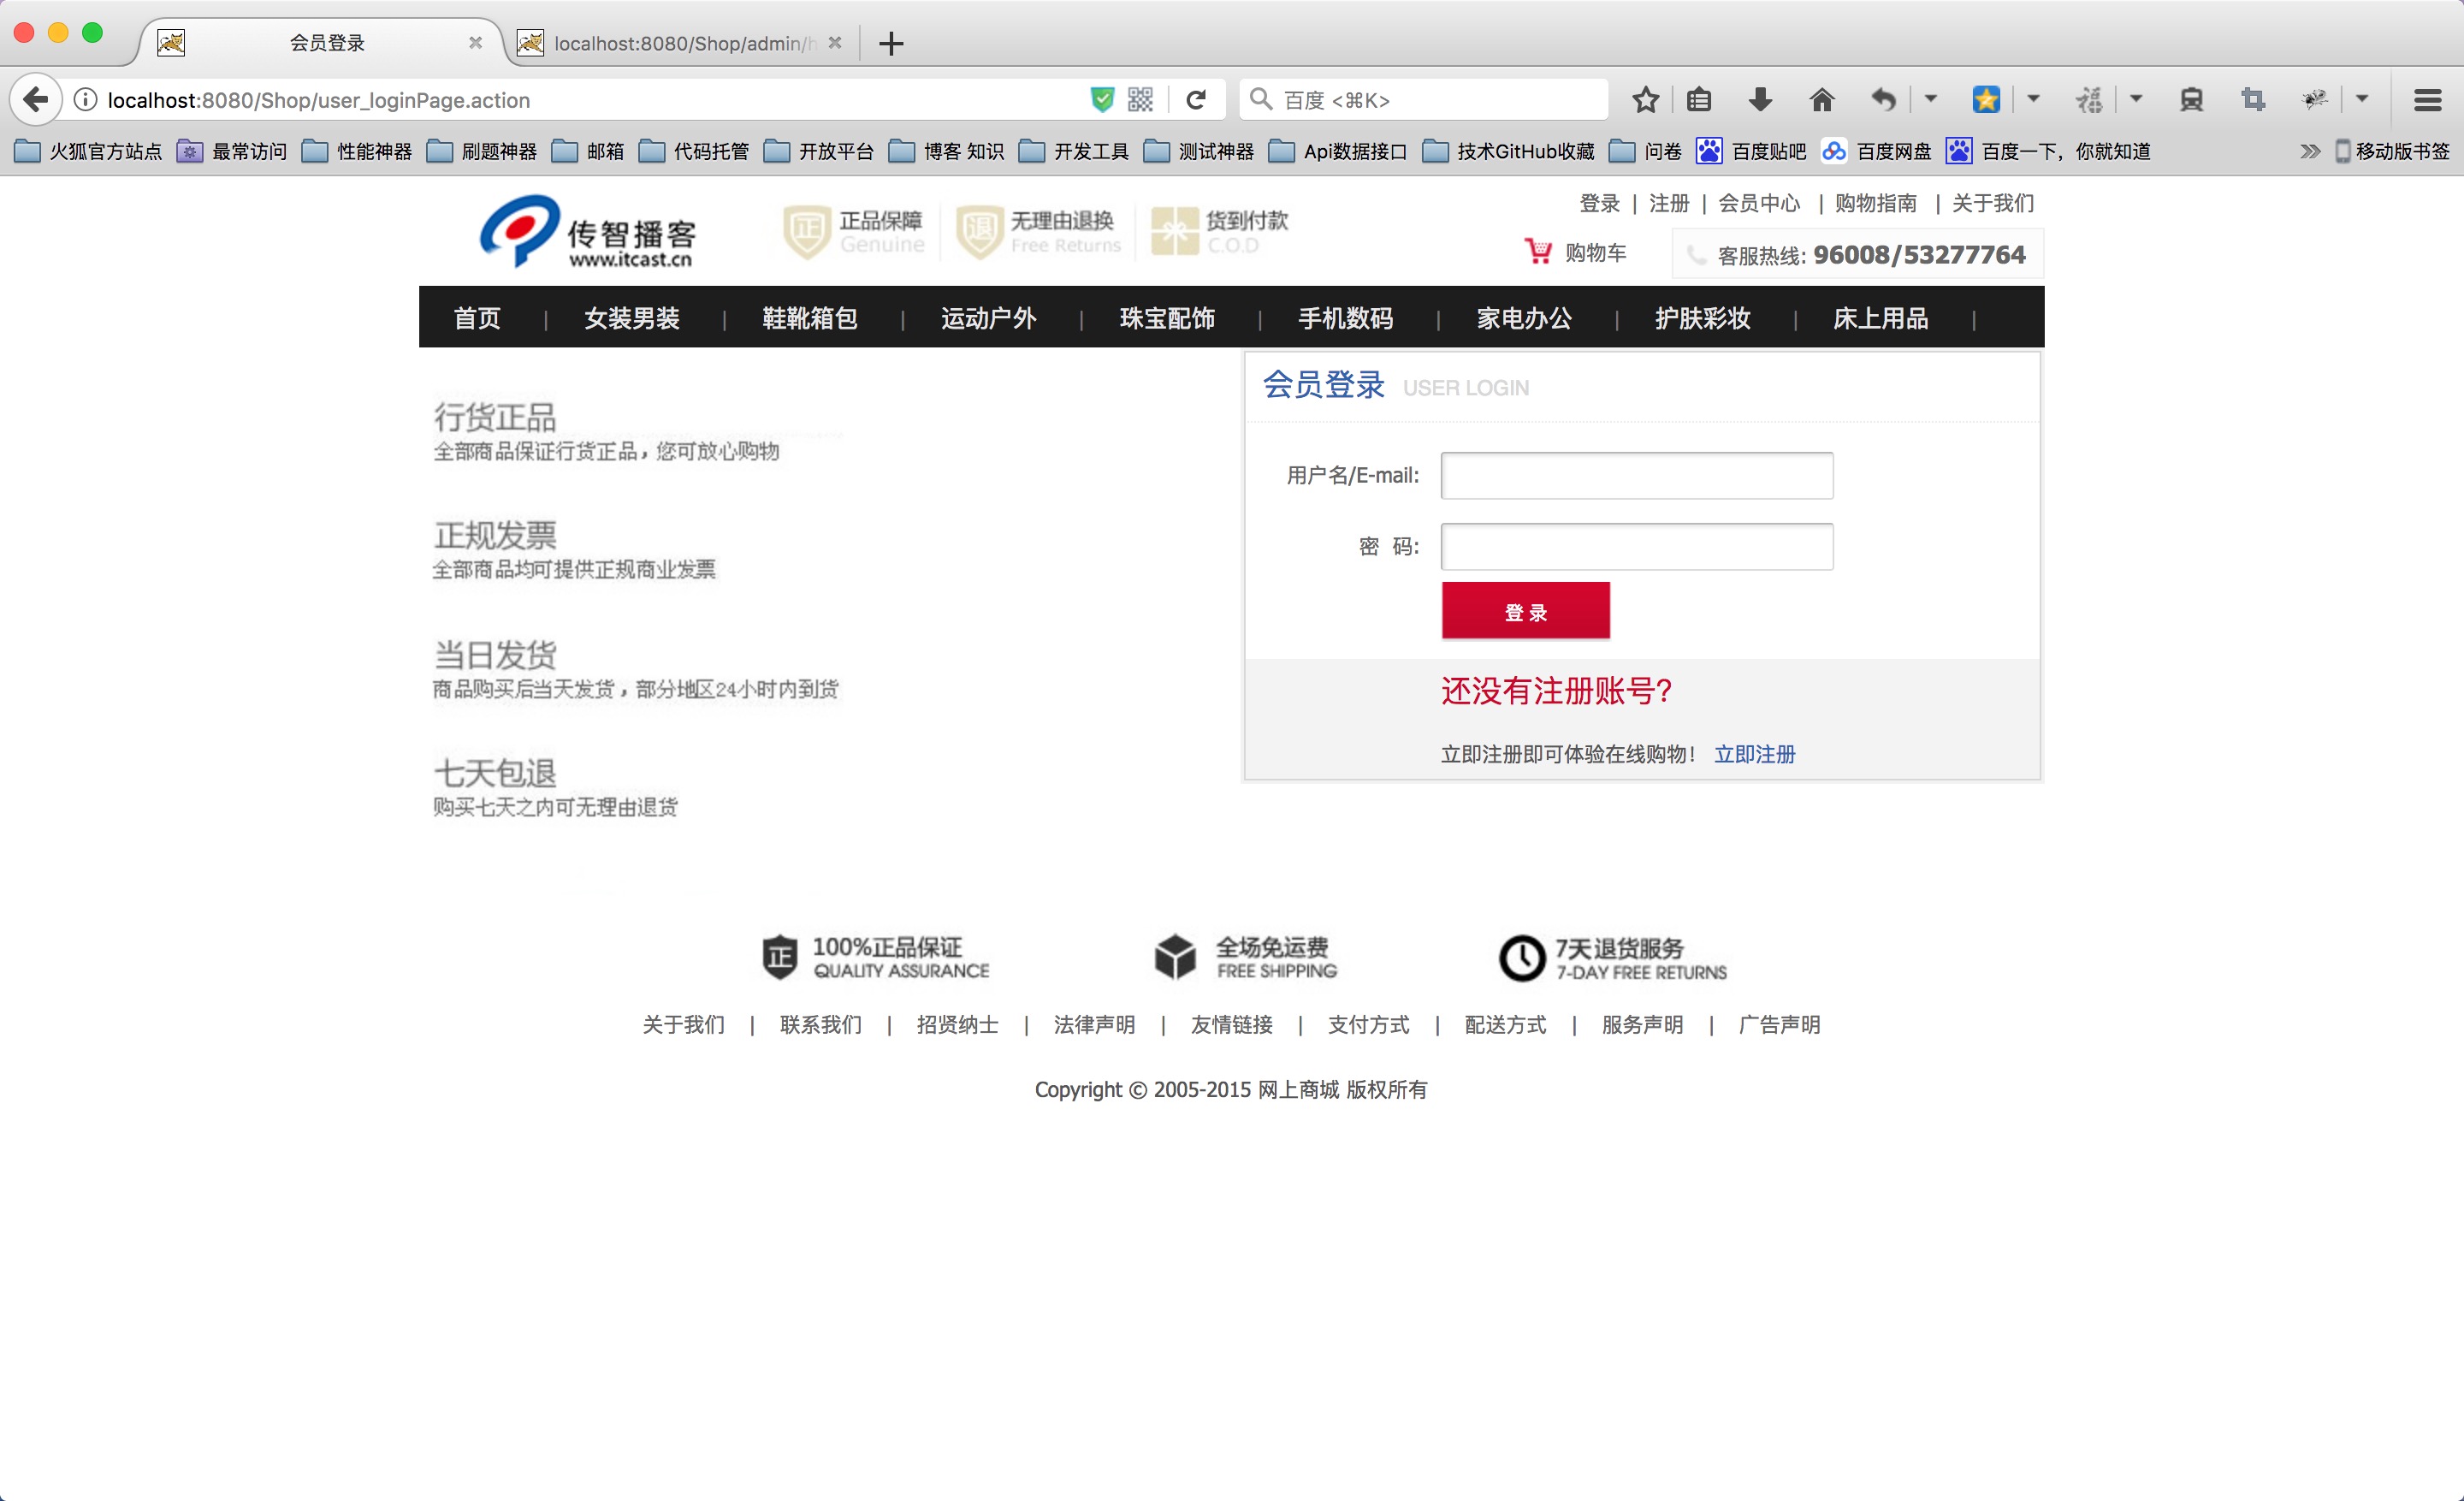 会员登录
localhost:8080/Shop/admin/h
localhost:8080/Shop/user_loginPage.action
百度 <⌘K>
火狐官方站点 最常访问 性能神器 刷题神器 邮箱 代码托管 开放平台 博客 知识 开发工具 测试神器 Api数据接口 技术GitHub收藏 问卷 百度贴吧 百度网盘 百度一下，你就知道 移动版书签
登录 | 注册 | 会员中心 | 购物指南 | 关于我们
传智播客
www.itcast.cn
正 正品保障
Genuine
退 无理由退换
Free Returns
货到付款
C.O.D
购物车
客服热线: 96008/53277764
首页 | 女装男装 | 鞋靴箱包 | 运动户外 | 珠宝配饰 | 手机数码 | 家电办公 | 护肤彩妆 | 床上用品 |
行货正品
全部商品保证行货正品，您可放心购物
正规发票
全部商品均可提供正规商业发票
当日发货
商品购买后当天发货，部分地区24小时内到货
七天包退
购买七天之内可无理由退货
会员登录 USER LOGIN
用户名/E-mail:
密 码:
登 录
还没有注册账号?
立即注册即可体验在线购物! 立即注册
正 100%正品保证
QUALITY ASSURANCE
全场免运费
FREE SHIPPING
7天退货服务
7-DAY FREE RETURNS
关于我们 | 联系我们 | 招贤纳士 | 法律声明 | 友情链接 | 支付方式 | 配送方式 | 服务声明 | 广告声明
Copyright © 2005-2015 网上商城 版权所有